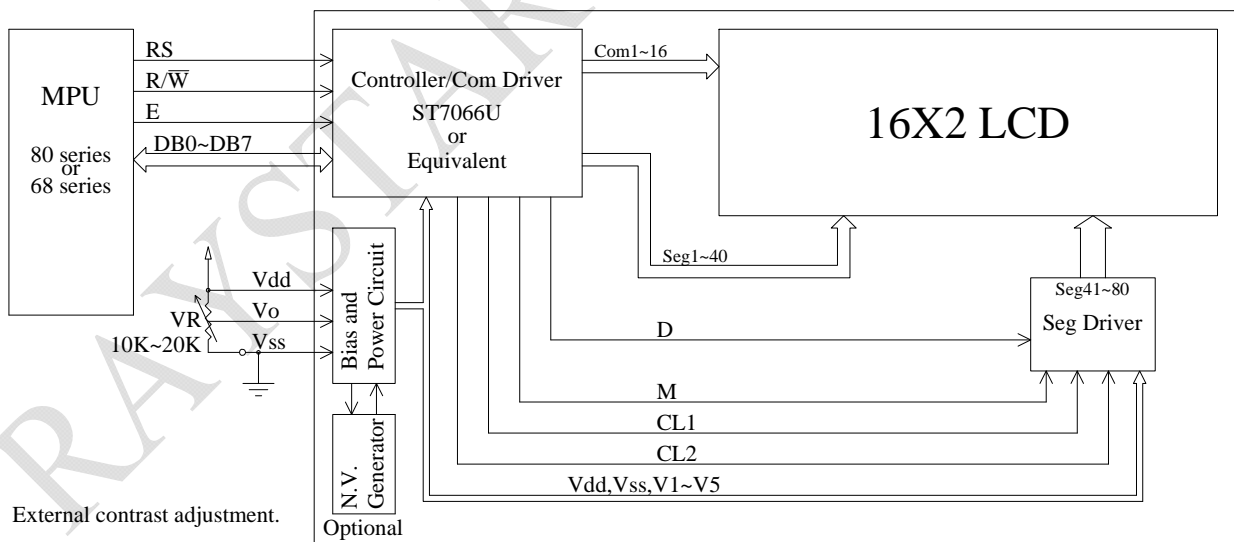 RS
R/W̅
E
DB0~DB7
MPU
80 series
or
68 series
Controller/Com Driver
ST7066U
or
Equivalent
Com1~16
16X2 LCD
Seg1~40
Seg41~80
Seg Driver
Vdd
Vo
Vss
VR
10K~20K
Bias and
Power Circuit
D
M
CL1
CL2
Vdd,Vss,V1~V5
N.V.
Generator
Optional
External contrast adjustment.
RAYSTAR